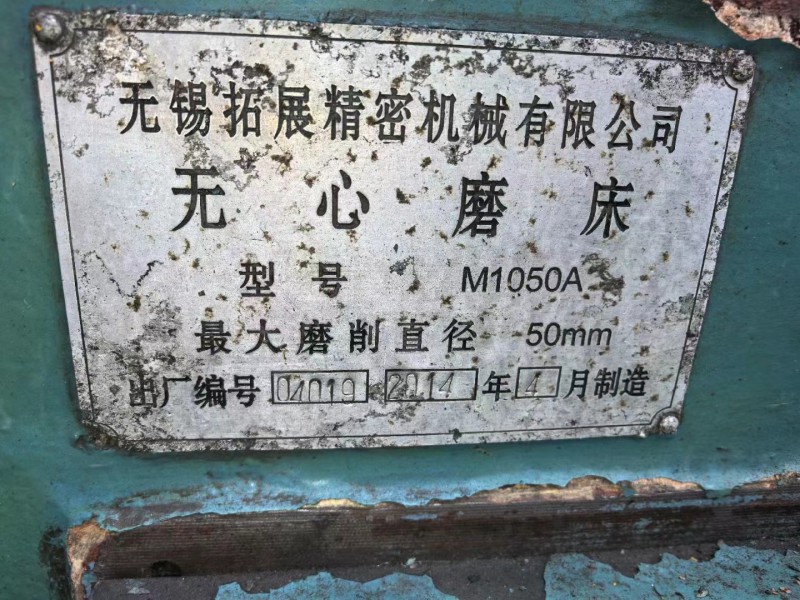 无锡拓展精密机械有限公司
无心磨床
型号 M1050A
最大磨削直径 50mm
出厂编号 04019 2014 年 4 月制造